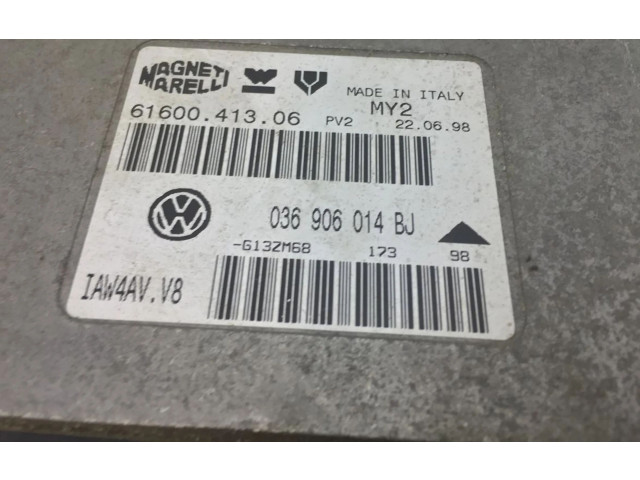 MAGNETI MARELLI
MADE IN ITALY
61600.413.06 PV2 MY2 22.06.98
036 906 014 BJ
-G13ZM68 173 98
IAW4AV.V8